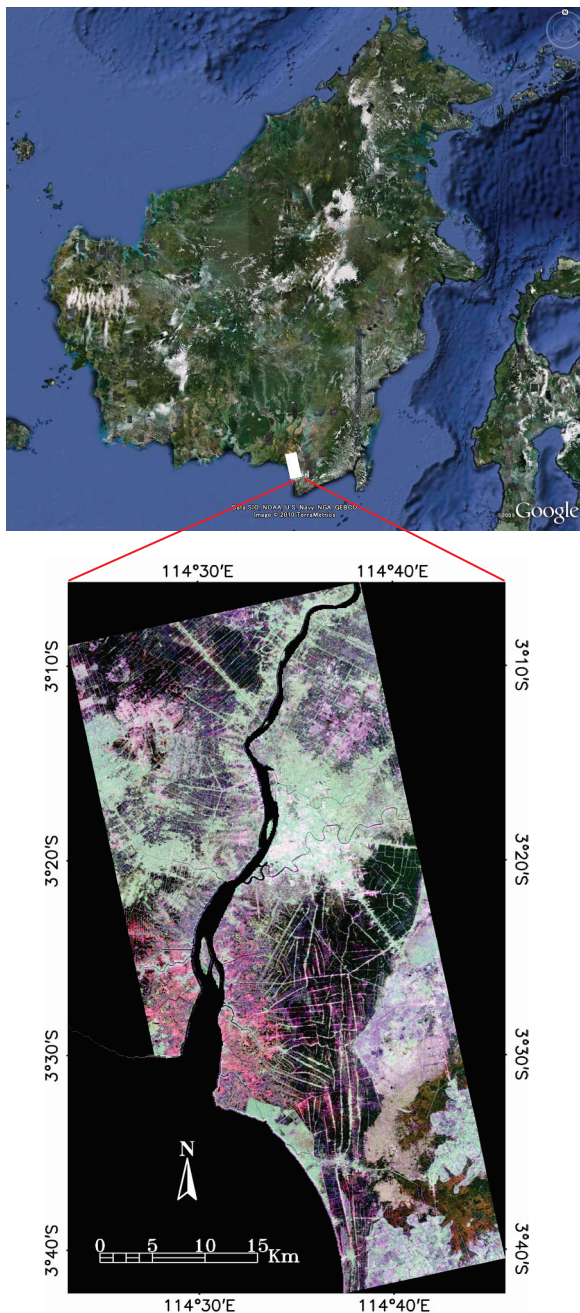 N
Data SIO, NOAA, U.S. Navy, NGA, GEBCO
Image © 2010 TerraMetrics
©2009 Google
114°30′E 114°40′E
3°10′S 3°10′S
3°20′S 3°20′S
3°30′S 3°30′S
N
0 5 10 15
Km
3°40′S 3°40′S
114°30′E 114°40′E